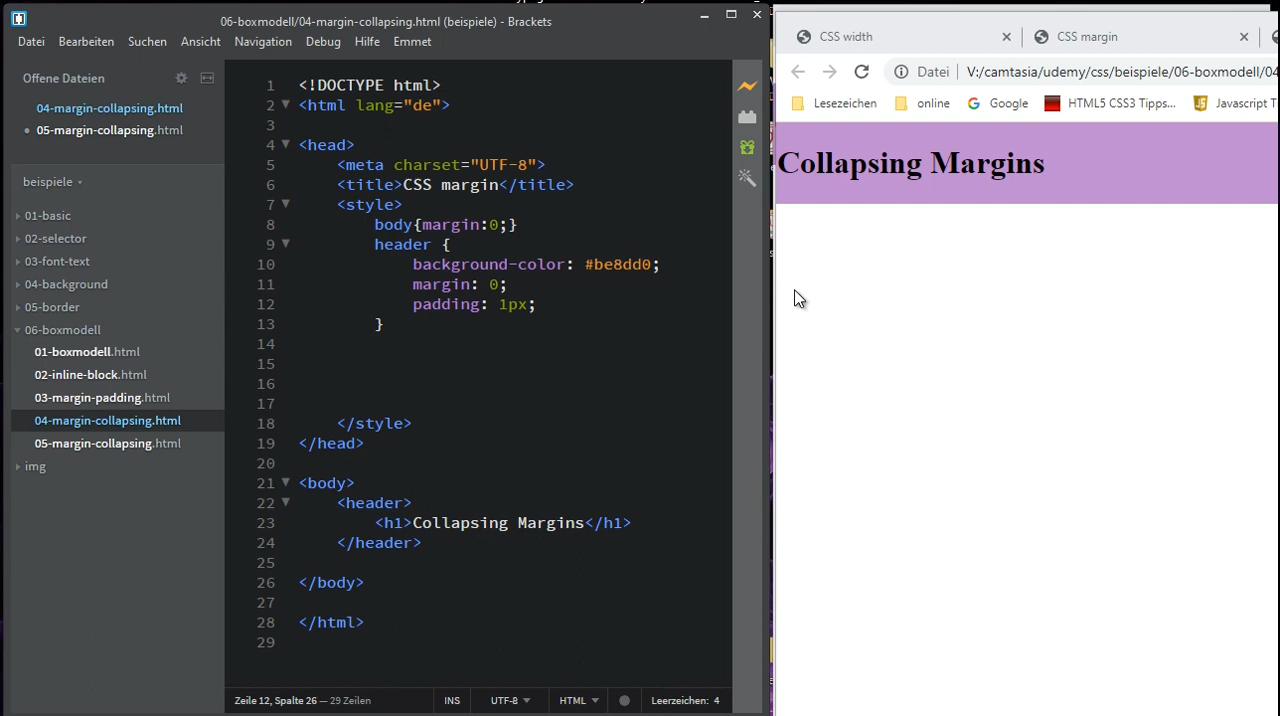 06-boxmodell/04-margin-collapsing.html (beispiele) - Brackets
Datei Bearbeiten Suchen Ansicht Navigation Debug Hilfe Emmet
Offene Dateien
04-margin-collapsing.html
05-margin-collapsing.html
beispiele
01-basic
02-selector
03-font-text
04-background
05-border
06-boxmodell
01-boxmodell.html
02-inline-block.html
03-margin-padding.html
04-margin-collapsing.html
05-margin-collapsing.html
img
1 <!DOCTYPE html>
2 <html lang="de">
3
4 <head>
5 <meta charset="UTF-8">
6 <title>CSS margin</title>
7 <style>
8 body{margin:0;}
9 header {
10 background-color: #be8dd0;
11 margin: 0;
12 padding: 1px;
13 }
14
15
16
17
18 </style>
19 </head>
20
21 <body>
22 <header>
23 <h1>Collapsing Margins</h1>
24 </header>
25
26 </body>
27
28 </html>
29
Zeile 12, Spalte 26 — 29 Zeilen INS UTF-8 HTML Leerzeichen: 4
CSS width CSS margin
Datei V:/camtasia/udemy/css/beispiele/06-boxmodell/04
Lesezeichen online Google HTML5 CSS3 Tipps... Javascript T
Collapsing Margins